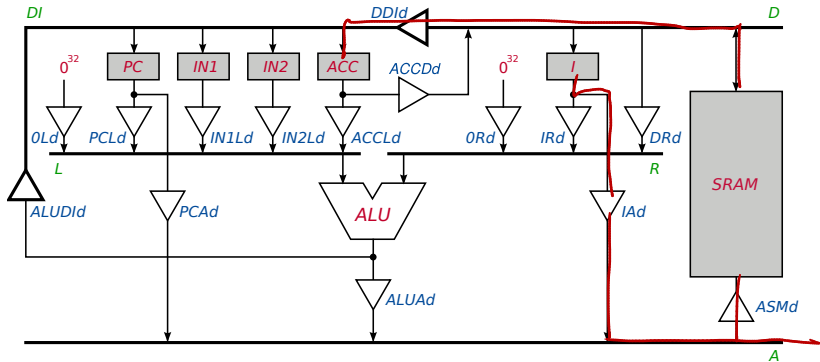 DI DDId D
0³² PC IN1 IN2 ACC ACCDd 0³² I
0Ld PCLd IN1Ld IN2Ld ACCLd 0Rd IRd DRd
L R
SRAM
ALUDId PCAd ALU IAd
ALUAd ASMd
A